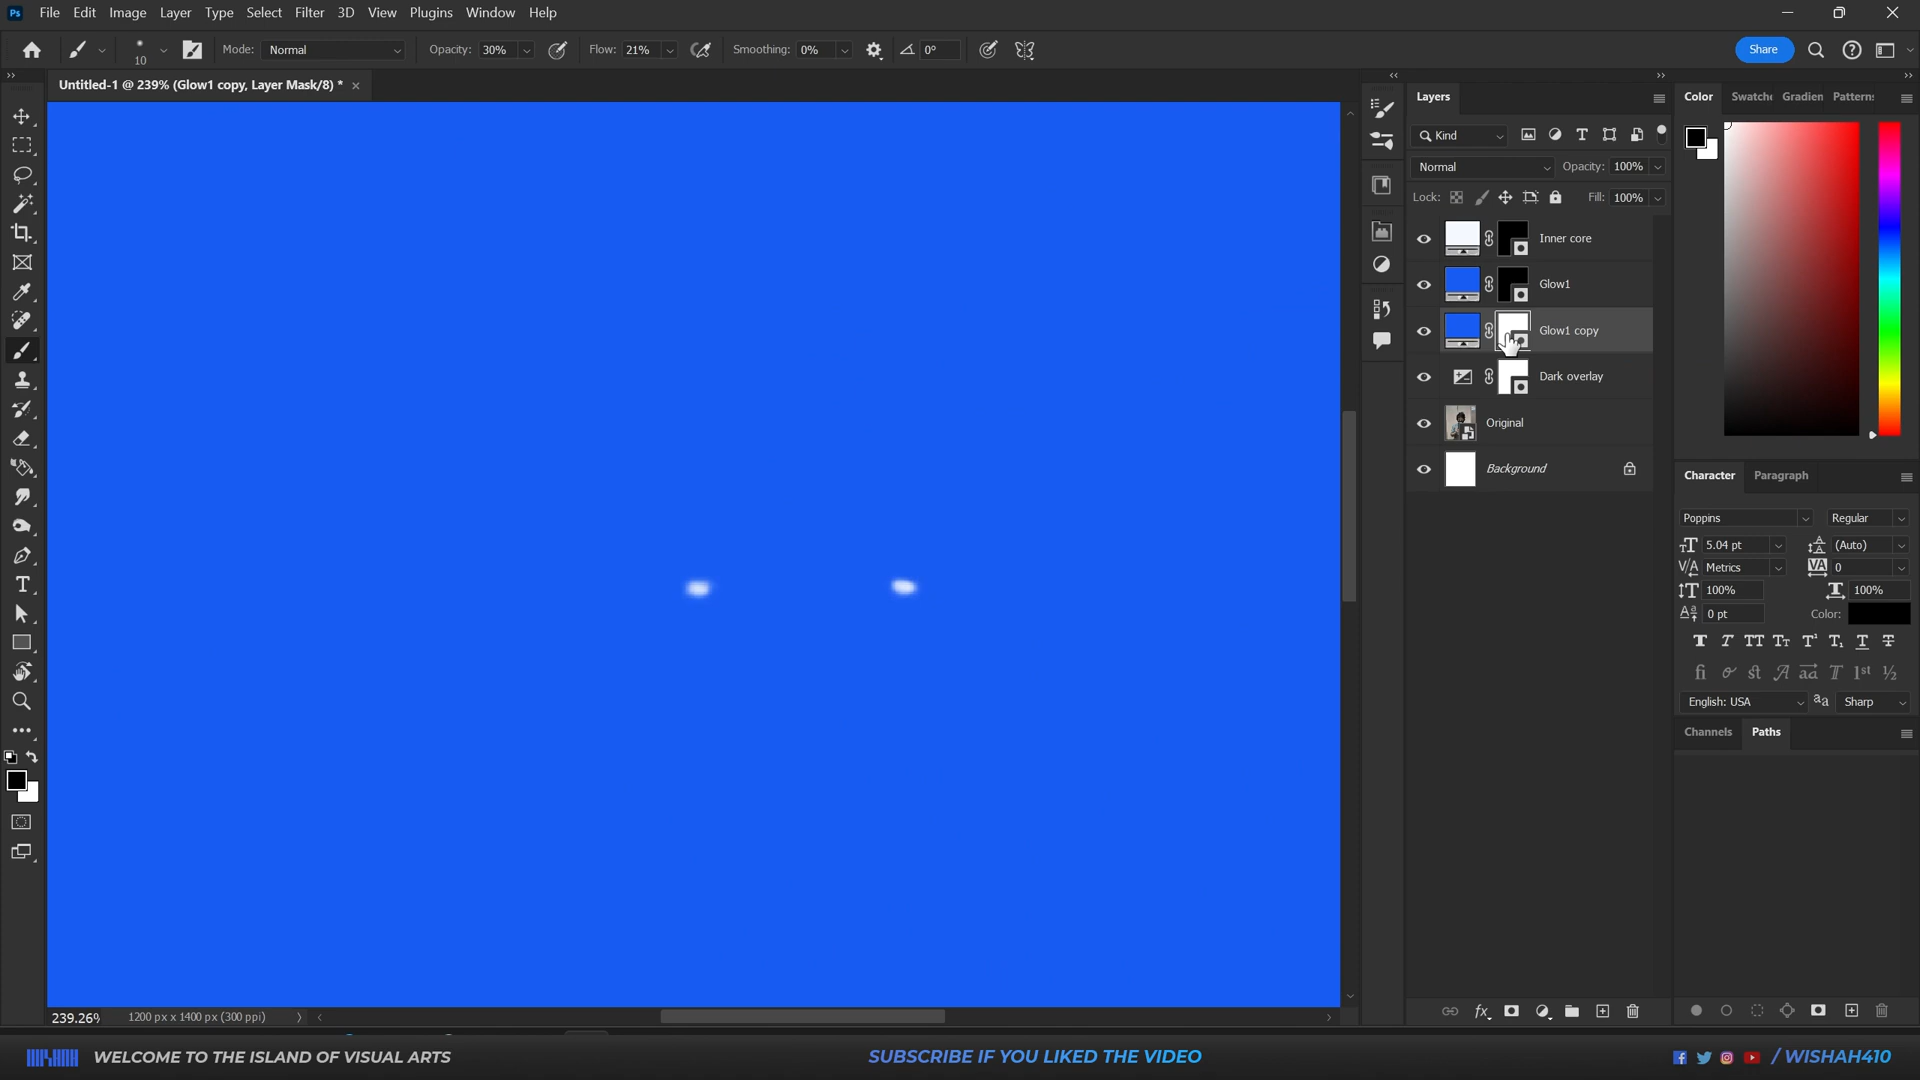 Ps File Edit Image Layer Type Select Filter 3D View Plugins Window Help
10 Mode: Normal Opacity: 30% Flow: 21% Smoothing: 0% 0° Share
Untitled-1 @ 239% (Glow1 copy, Layer Mask/8) *
Layers
Kind
Normal Opacity: 100%
Lock: Fill: 100%
Inner core
Glow1
Glow1 copy
Dark overlay
Original
Background
Color Swatche Gradien Pattern
Character Paragraph
Poppins Regular
5.04 pt (Auto)
Metrics 0
100% 100%
0 pt Color:
English: USA Sharp
Channels Paths
239.26% 1200 px x 1400 px (300 ppi)
WELCOME TO THE ISLAND OF VISUAL ARTS
SUBSCRIBE IF YOU LIKED THE VIDEO
/ WISHAH410